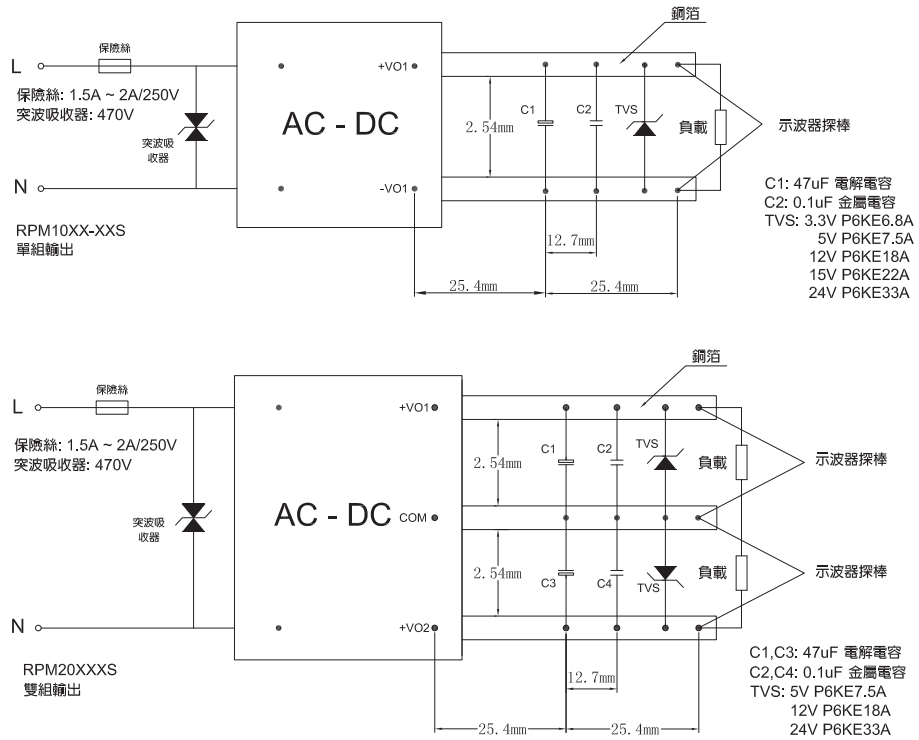 銅箔
保險絲
L
+VO1
保險絲: 1.5A ~ 2A/250V
突波吸收器: 470V
C1
C2
TVS
AC - DC
2.54mm
負載
示波器探棒
突波吸
收器
N
-VO1
C1: 47uF 電解電容
C2: 0.1uF 金屬電容
TVS: 3.3V P6KE6.8A
5V P6KE7.5A
12V P6KE18A
15V P6KE22A
24V P6KE33A
RPM10XX-XXS
單組輸出
12.7mm
25.4mm
25.4mm
銅箔
保險絲
L
+VO1
保險絲: 1.5A ~ 2A/250V
突波吸收器: 470V
C1
C2
TVS
2.54mm
負載
示波器探棒
突波吸
收器
AC - DC
COM
2.54mm
C3
C4
TVS
負載
示波器探棒
N
+VO2
RPM20XXXS
雙組輸出
12.7mm
25.4mm
25.4mm
C1,C3: 47uF 電解電容
C2,C4: 0.1uF 金屬電容
TVS: 5V P6KE7.5A
12V P6KE18A
24V P6KE33A